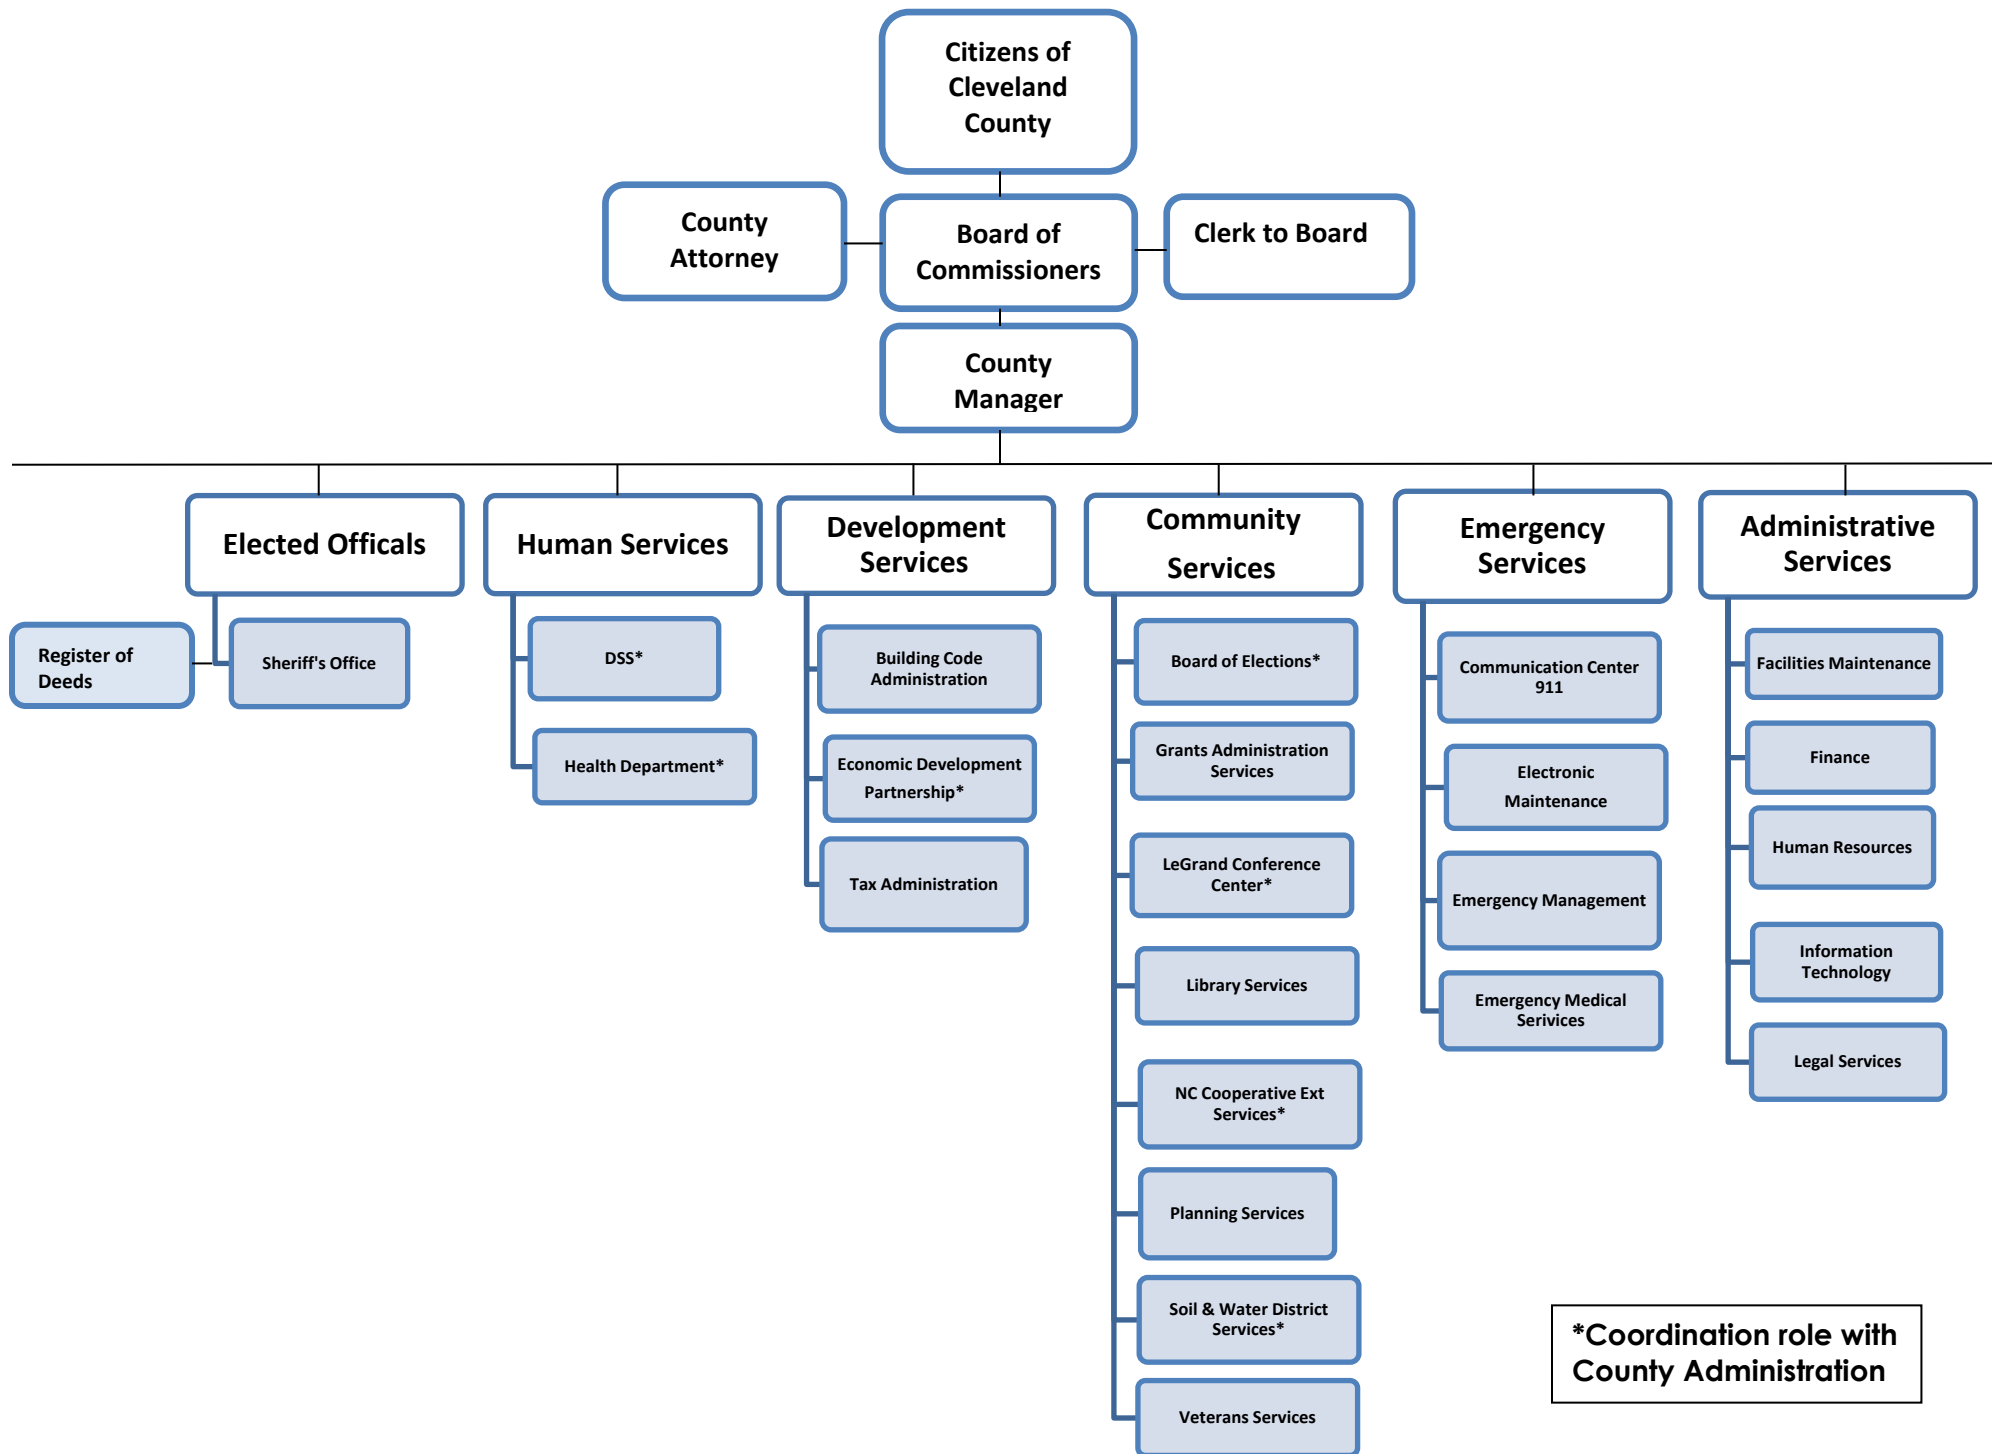 Citizens of
Cleveland
County
County
Attorney
Board of
Commissioners
Clerk to Board
County
Manager
Elected Officals
Register of
Deeds
Sheriff's Office
Human Services
DSS*
Health Department*
Development
Services
Building Code
Administration
Economic Development
Partnership*
Tax Administration
Community
Services
Board of Elections*
Grants Administration
Services
LeGrand Conference
Center*
Library Services
NC Cooperative Ext
Services*
Planning Services
Soil & Water District
Services*
Veterans Services
Emergency
Services
Communication Center
911
Electronic
Maintenance
Emergency Management
Emergency Medical
Serivices
Administrative
Services
Facilities Maintenance
Finance
Human Resources
Information
Technology
Legal Services
*Coordination role with
County Administration